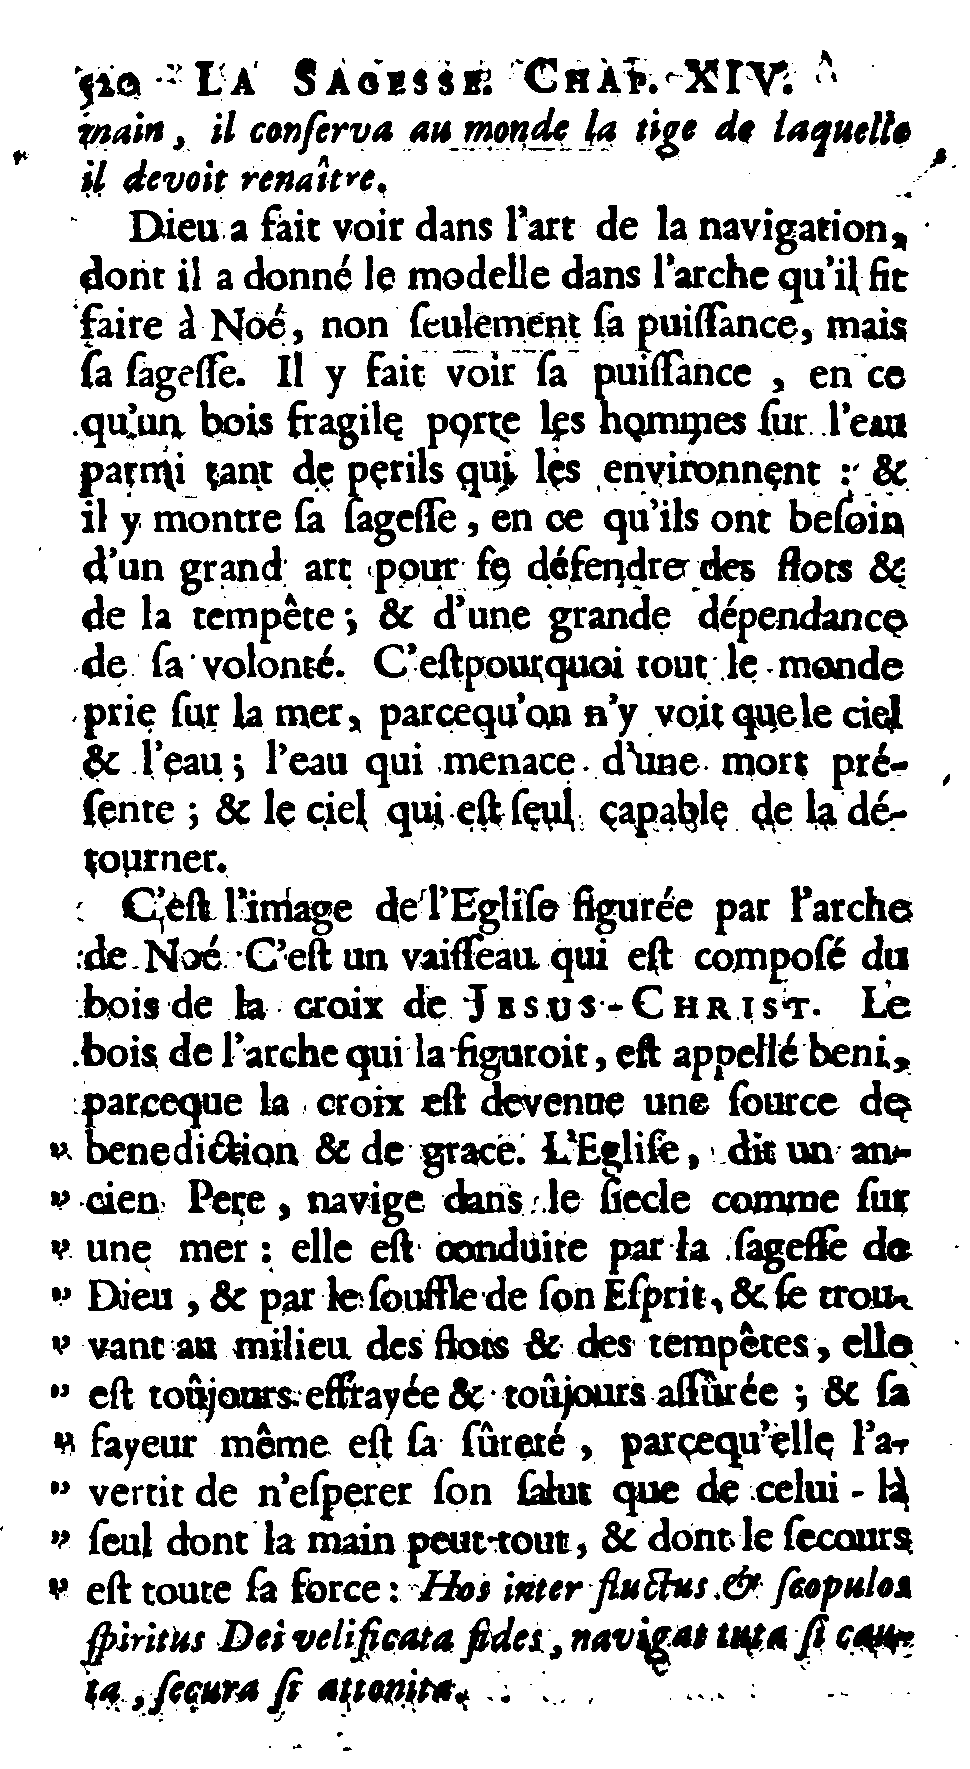 520 LA SAGESSE. CHAP. XIV.
main, il conſerva au monde la tige de laquelle
il devoit renaître.
Dieu a fait voir dans l'art de la navigation,
dont il a donné le modelle dans l'arche qu'il fit
faire à Noé, non ſeulement ſa puiſſance, mais
ſa ſageſſe. Il y fait voir ſa puiſſance, en ce
qu'un bois fragile porte les hommes ſur l'eau
parmi tant de perils qui les environnent : &
il y montre ſa ſageſſe, en ce qu'ils ont beſoin
d'un grand art pour ſe défendre des flots &
de la tempête ; & d'une grande dépendance
de ſa volonté. C'eſtpourquoi tout le monde
prie ſur la mer, parcequ'on n'y voit que le ciel
& l'eau ; l'eau qui menace d'une mort pré-
ſente ; & le ciel qui eſt ſeul capable de la dé-
tourner.
C'eſt l'image de l'Egliſe figurée par l'arche
de Noé. C'eſt un vaiſſeau qui eſt compoſé du
bois de la croix de JESUS-CHRIST. Le
bois de l'arche qui la figuroit, eſt appellé beni,
parceque la croix eſt devenue une ſource de
" benediction & de grace. L'Egliſe, dit un an-
" cien Pere, navige dans le ſiecle comme ſur
" une mer : elle eſt conduite par la ſageſſe de
" Dieu, & par le ſouffle de ſon Eſprit, & ſe trou-
" vant au milieu des flots & des tempêtes, elle
" eſt toûjours effrayée & toûjours aſſûrée ; & ſa
" frayeur même eſt ſa ſûreté, parcequ'elle l'a-
" vertit de n'eſperer ſon ſalut que de celui-là
" ſeul dont la main peut tout, & dont le ſecours
" eſt toute ſa force : Hos inter fluctus & ſcopulos
ſpiritus Dei velificata fides, navigat tuta ſi cau-
ta, ſecura ſi attonita.